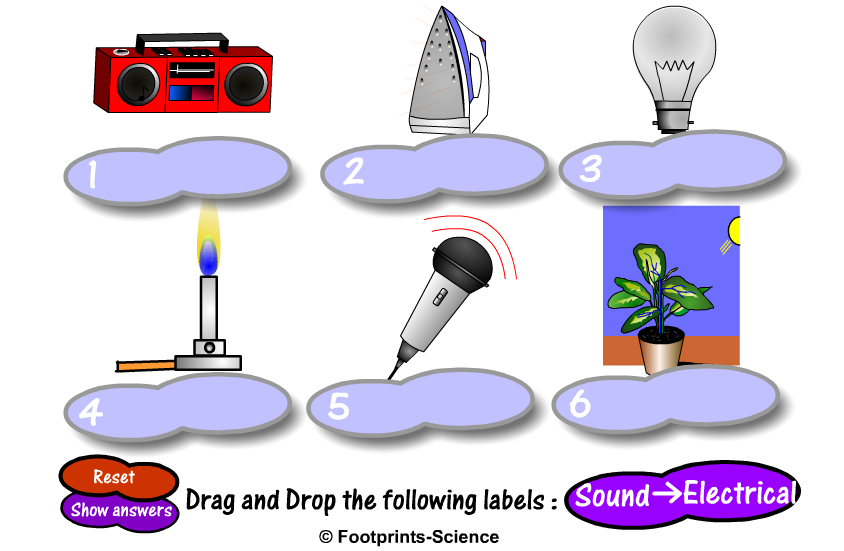 1
2
3
4
5
6
Reset
Show answers
Drag and Drop the following labels :
Sound→Electrical
© Footprints-Science